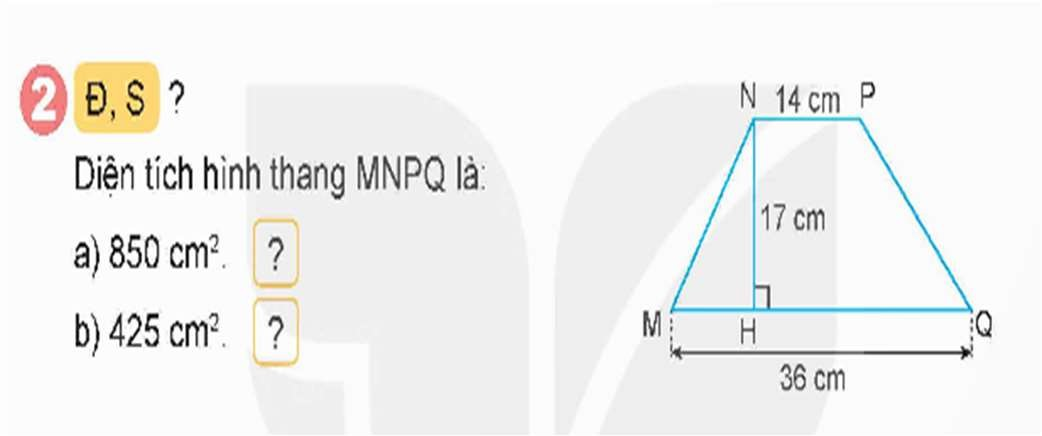 2 Đ, S ?
Diện tích hình thang MNPQ là:
a) 850 cm². ?
b) 425 cm². ?
N 14 cm P
17 cm
M H Q
36 cm